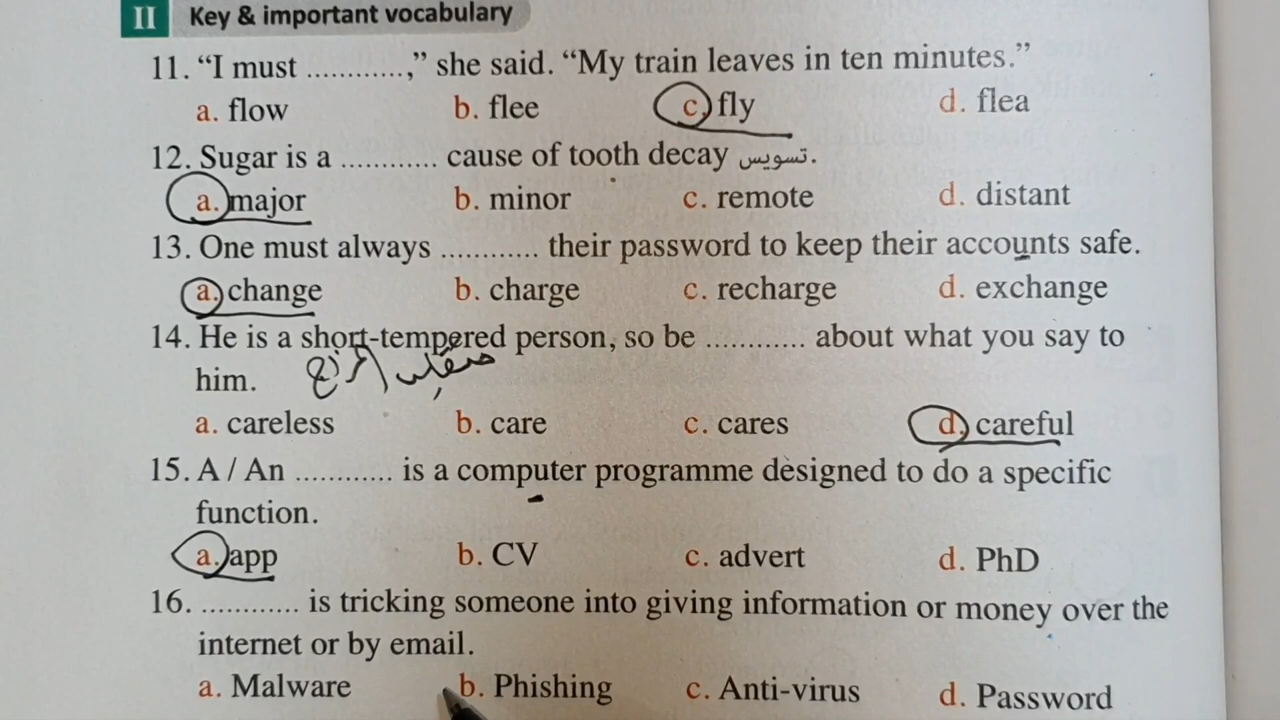 II Key & important vocabulary
11. “I must ............,” she said. “My train leaves in ten minutes.”
a. flow b. flee c. fly d. flea
12. Sugar is a ........... cause of tooth decay تسويس.
a. major b. minor c. remote d. distant
13. One must always ............ their password to keep their accounts safe.
a. change b. charge c. recharge d. exchange
14. He is a short-tempered person, so be ............ about what you say to
him.
a. careless b. care c. cares d. careful
15. A / An ............ is a computer programme designed to do a specific
function.
a. app b. CV c. advert d. PhD
16. ............ is tricking someone into giving information or money over the
internet or by email.
a. Malware b. Phishing c. Anti-virus d. Password